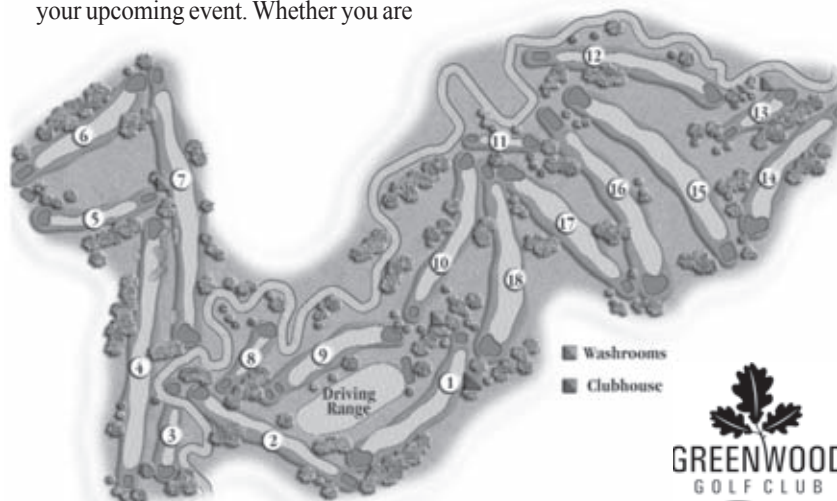 your upcoming event. Whether you are
12
13
6
11
7
14
16
15
5
17
10
18
Washrooms
8
9
4
1
Clubhouse
Driving
Range
3
2
GREENWOOD
GOLF CLUB